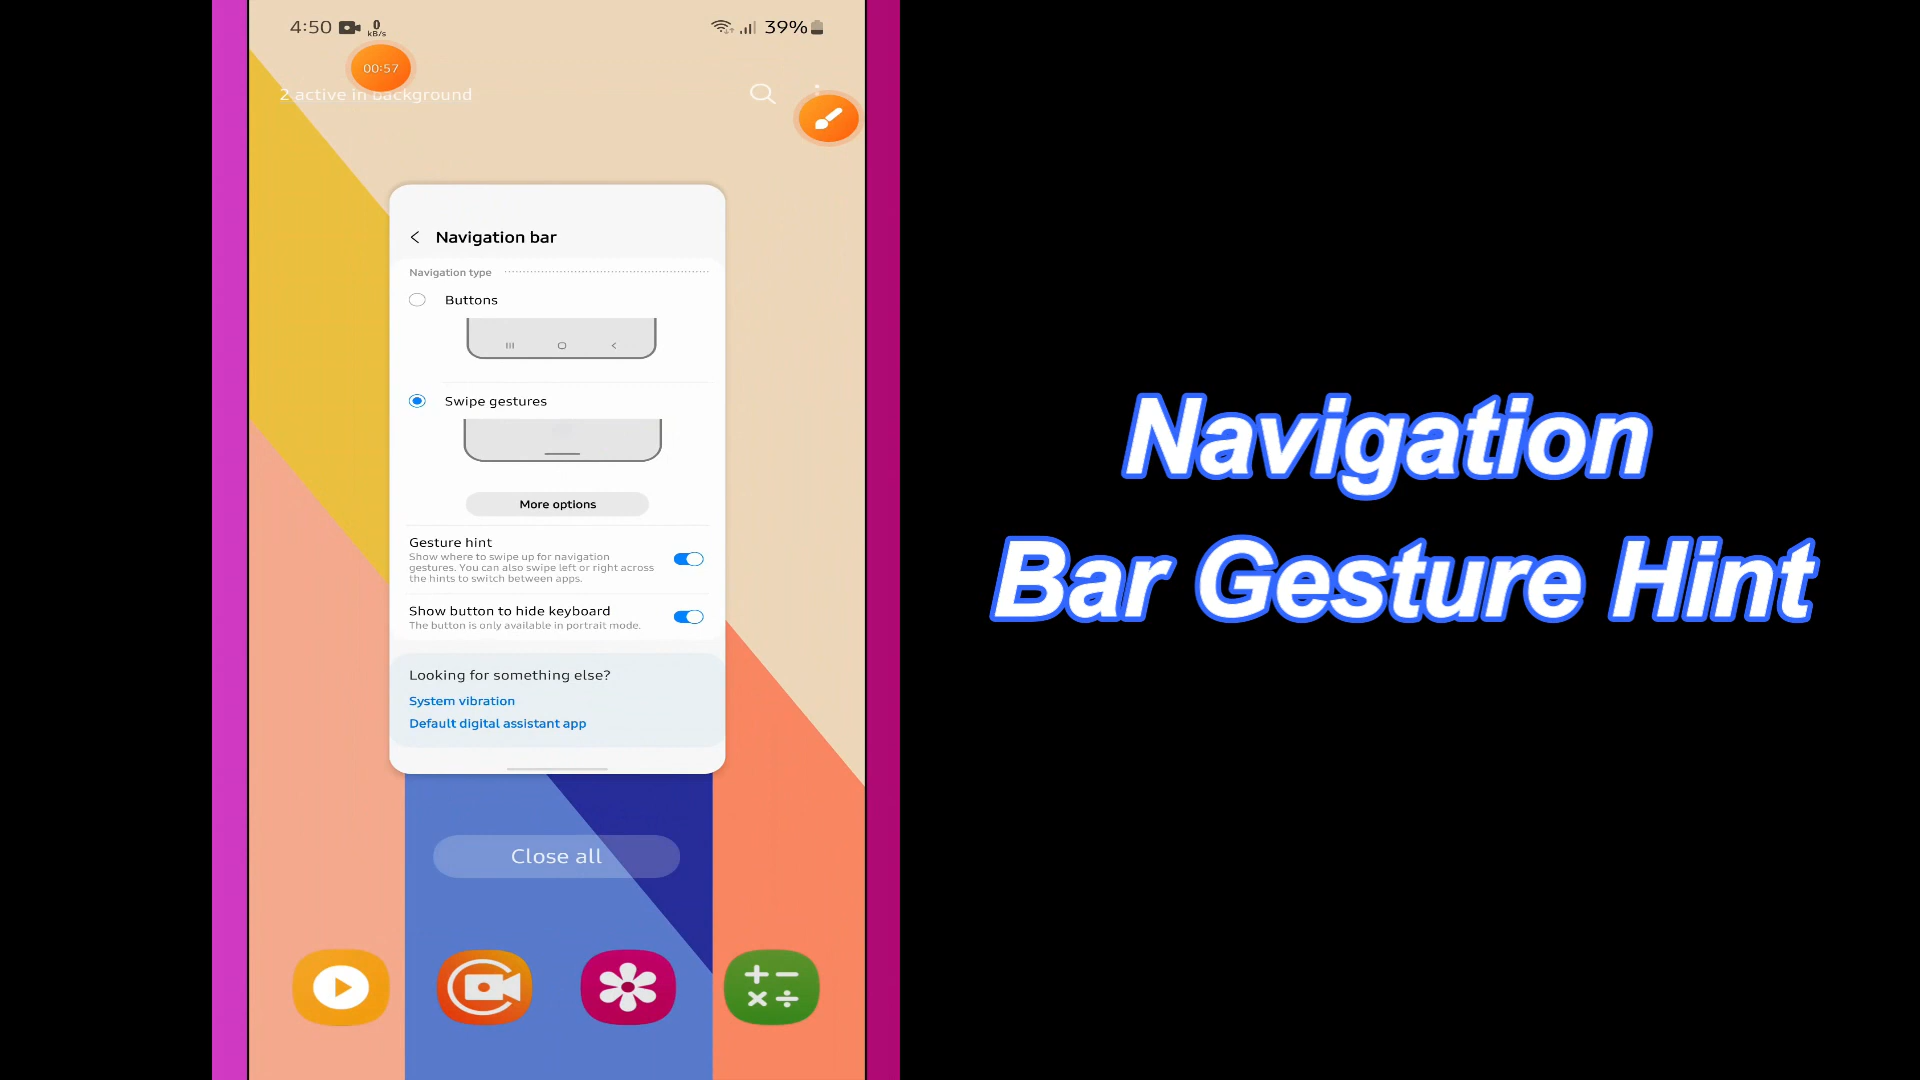 4:50 0 kB/s 39%
00:57
2 active in background
Navigation bar
Navigation type
Buttons
Swipe gestures
More options
Gesture hint
Show where to swipe up for navigation
gestures. You can also swipe left or right across
the hints to switch between apps.
Show button to hide keyboard
The button is only available in portrait mode.
Looking for something else?
System vibration
Default digital assistant app
Close all
Navigation
Bar Gesture Hint